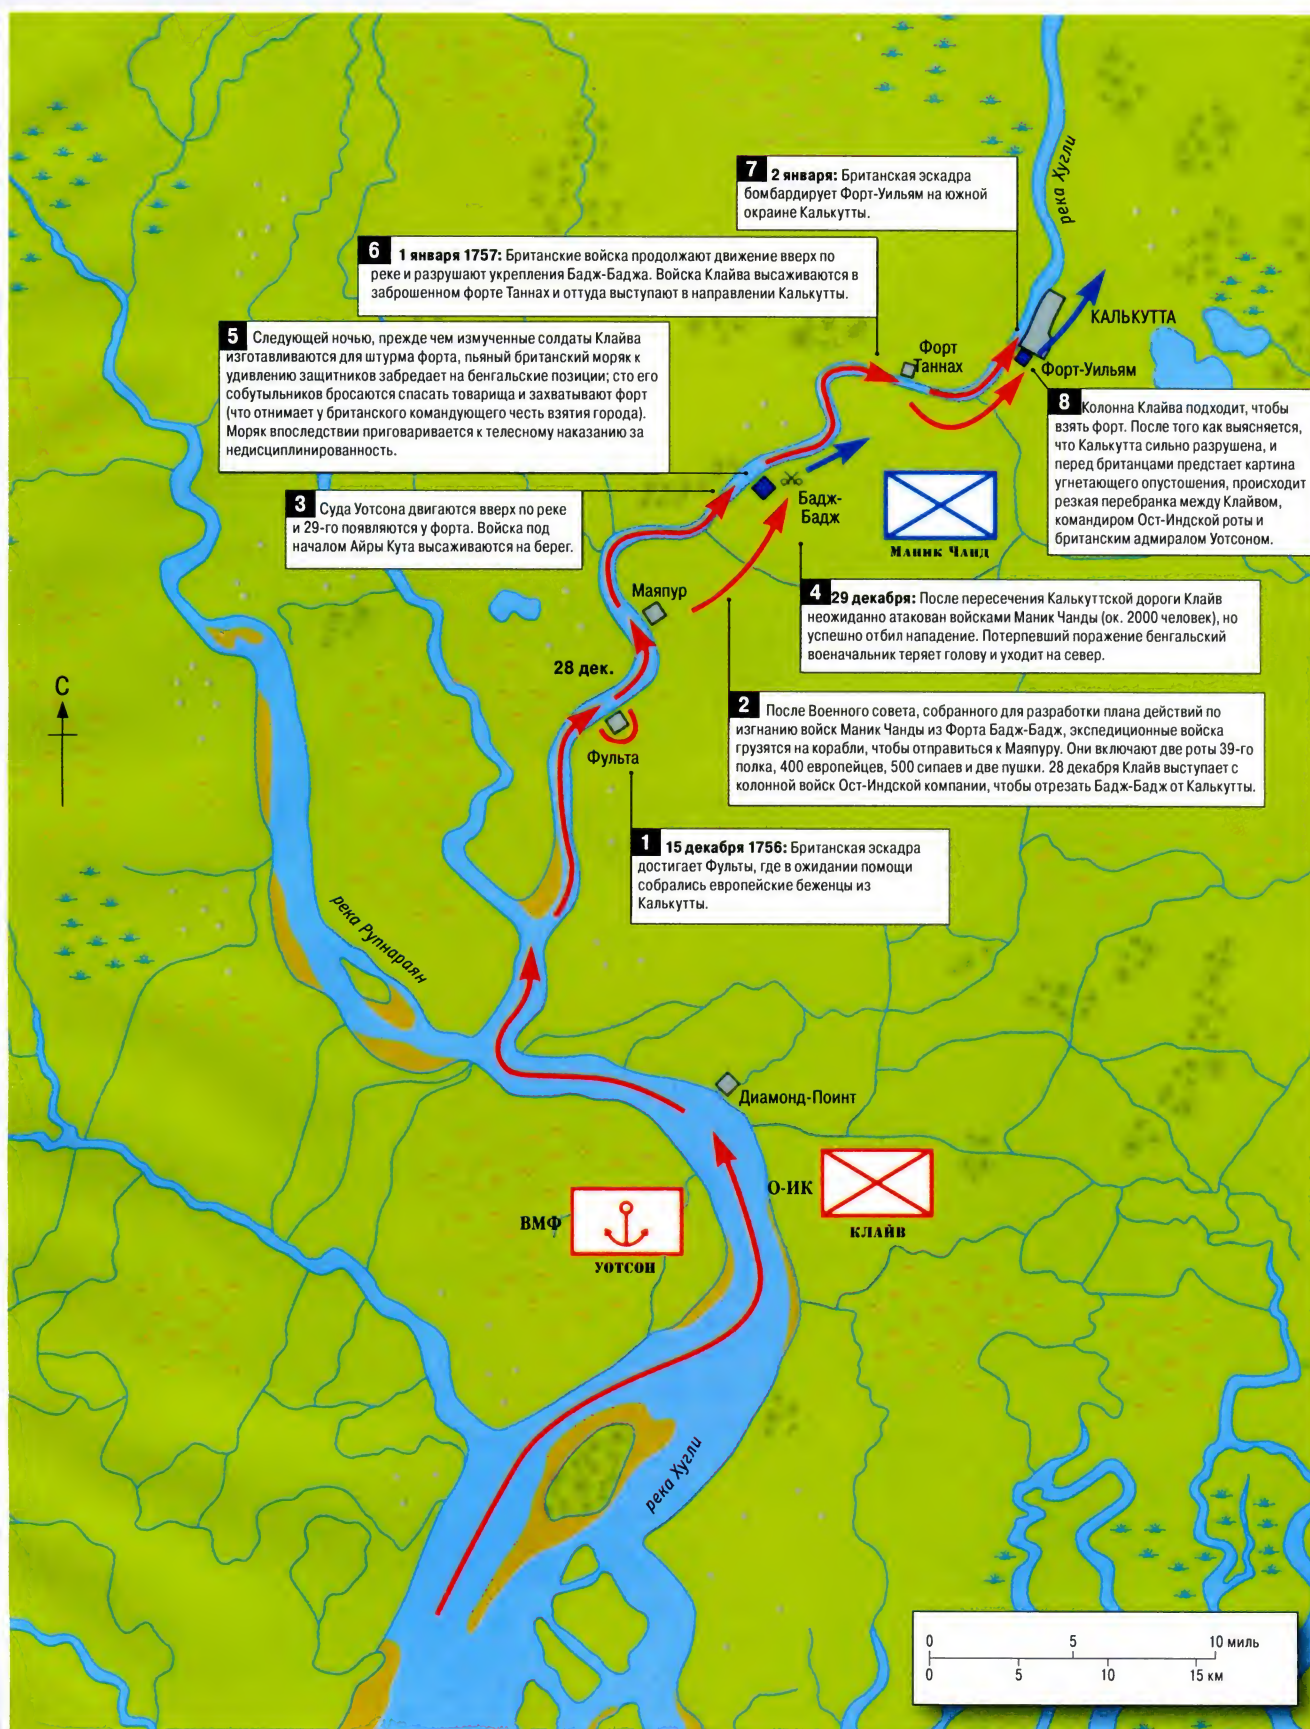 река Хугли
7 2 января: Британская эскадра
бомбардирует Форт-Уильям на южной
окраине Калькутты.
6 1 января 1757: Британские войска продолжают движение вверх по
реке и разрушают укрепления Бадж-Баджа. Войска Клайва высаживаются в
заброшенном форте Таннах и оттуда выступают в направлении Калькутты.
КАЛЬКУТТА
5 Следующей ночью, прежде чем измученные солдаты Клайва
изготавливаются для штурма форта, пьяный британский моряк к
удивлению защитников забредает на бенгальские позиции; сто его
собутыльников бросаются спасать товарища и захватывают форт
(что отнимает у британского командующего честь взятия города).
Моряк впоследствии приговаривается к телесному наказанию за
недисциплинированность.
Форт
Таннах
Форт-Уильям
8 Колонна Клайва подходит, чтобы
взять форт. После того как выясняется,
что Калькутта сильно разрушена, и
перед британцами предстает картина
угнетающего опустошения, происходит
резкая перебранка между Клайвом,
командиром Ост-Индской роты и
британским адмиралом Уотсоном.
3 Суда Уотсона двигаются вверх по реке
и 29-го появляются у форта. Войска под
началом Айры Кута высаживаются на берег.
Бадж-
Бадж
Маник Чанд
Маяпур
4 29 декабря: После пересечения Калькуттской дороги Клайв
неожиданно атакован войсками Маник Чанды (ок. 2000 человек), но
успешно отбил нападение. Потерпевший поражение бенгальский
военачальник теряет голову и уходит на север.
28 дек.
С
2 После Военного совета, собранного для разработки плана действий по
изгнанию войск Маник Чанды из Форта Бадж-Бадж, экспедиционные войска
грузятся на корабли, чтобы отправиться к Маяпуру. Они включают две роты 39-го
полка, 400 европейцев, 500 сипаев и две пушки. 28 декабря Клайв выступает с
колонной войск Ост-Индской компании, чтобы отрезать Бадж-Бадж от Калькутты.
Фульта
1 15 декабря 1756: Британская эскадра
достигает Фульты, где в ожидании помощи
собрались европейские беженцы из
Калькутты.
река Рупнараян
Диамонд-Поинт
О-ИК
КЛАЙВ
ВМФ
УОТСОН
река Хугли
0 5 10 миль
0 5 10 15 км